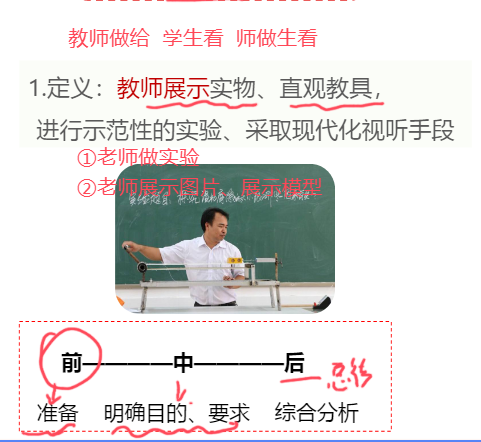 教师做给 学生看 师做生看
1.定义：教师展示实物、直观教具，
进行示范性的实验、采取现代化视听手段
①老师做实验
②老师展示图片、展示模型
前————中————后
总结
准备 明确目的、要求 综合分析